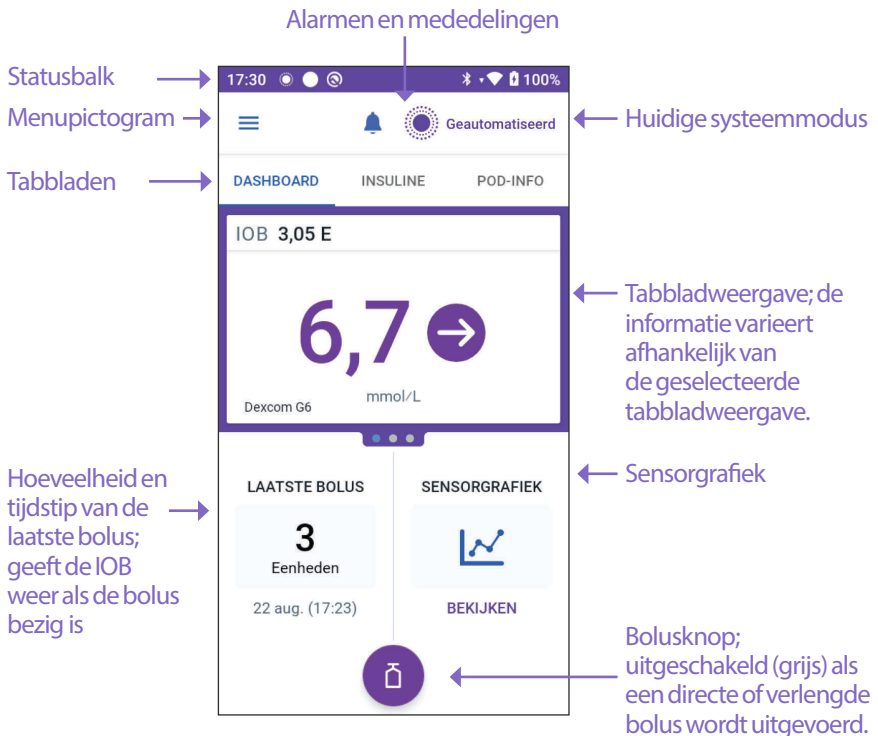 Alarmen en mededelingen
Statusbalk
17:30
100%
Menupictogram
Geautomatiseerd
Huidige systeemmodus
Tabbladen
DASHBOARD
INSULINE
POD-INFO
IOB 3,05 E
6,7
mmol/L
Dexcom G6
Tabbladweergave; de
informatie varieert
afhankelijk van
de geselecteerde
tabbladweergave.
Hoeveelheid en
tijdstip van de
laatste bolus;
geeft de IOB
weer als de bolus
bezig is
LAATSTE BOLUS
3
Eenheden
22 aug. (17:23)
SENSORGRAFIEK
BEKIJKEN
Sensorgrafiek
Bolusknop;
uitgeschakeld (grijs) als
een directe of verlengde
bolus wordt uitgevoerd.